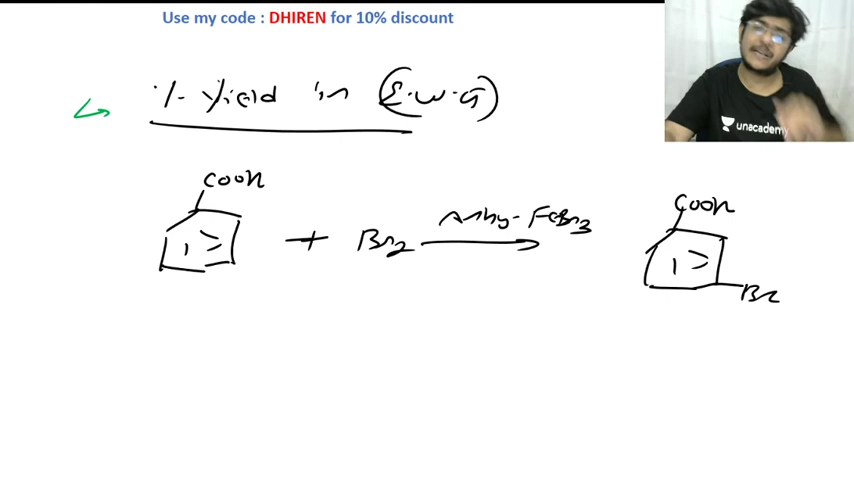 Use my code : DHIREN for 10% discount
% Yield in (E.W.G)
unacademy
COOH
+ Br2
Anhy. FeBr3
COOH
Br